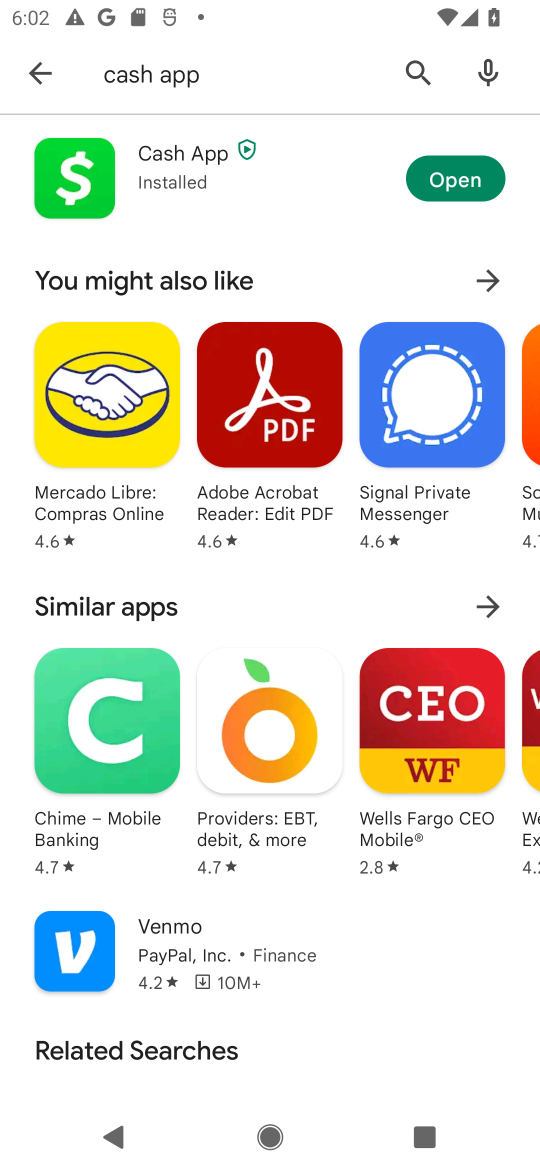 6:02
cash app
Cash App
Installed
Open
$
You might also like
PDF
Mercado Libre:
Compras Online
4.6★
Adobe Acrobat
Reader: Edit PDF
4.6★
Signal Private
Messenger
4.6★
Sc
Mu
4.
Similar apps
C
CEO
WF
Chime – Mobile
Banking
4.7★
Providers: EBT,
debit, & more
4.7★
Wells Fargo CEO
Mobile®
2.8★
We
Ex
4.2
V
Venmo
PayPal, Inc. • Finance
4.2★ 10M+
Related Searches